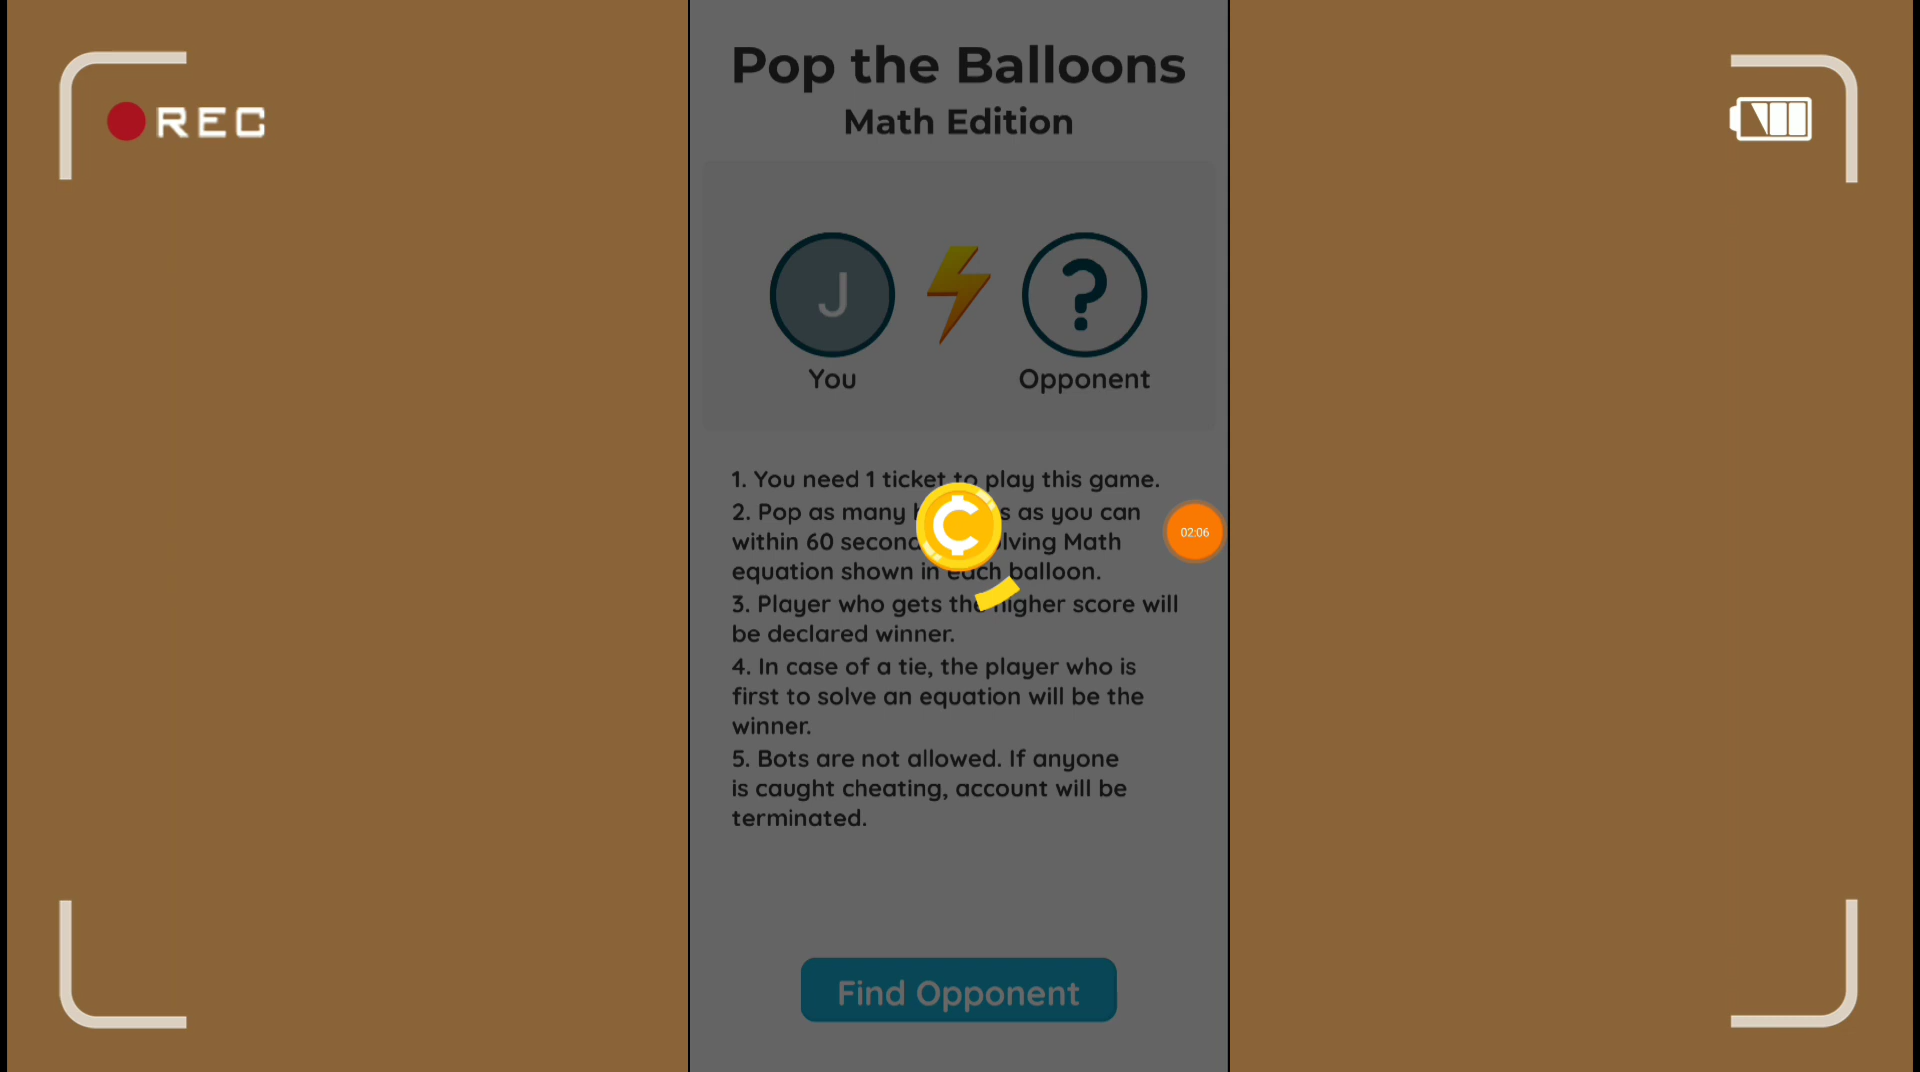 REC
Pop the Balloons
Math Edition
J
?
You
Opponent
1. You need 1 ticket to play this game.
2. Pop as many s as you can
within 60 lving Math
equation shown in each balloon.
3. Player who gets the higher score will
be declared winner.
4. In case of a tie, the player who is
first to solve an equation will be the
winner.
5. Bots are not allowed. If anyone
is caught cheating, account will be
terminated.
02:06
Find Opponent